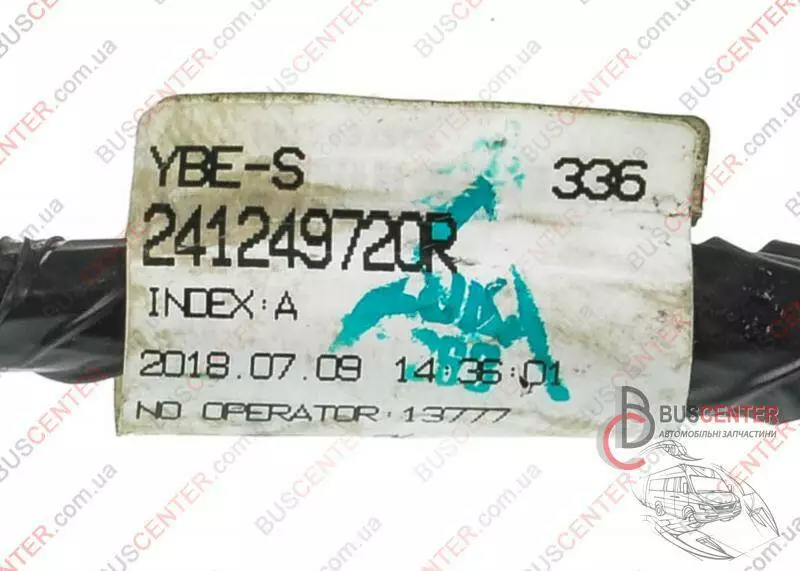 YBE-S 336
241249720R
INDEX:A
2018.07.09 14:36:01
NO OPERATOR:13777
BUSCENTER
АВТОМОБІЛЬНІ ЗАПЧАСТИНИ
BUSCENTER.com.ua